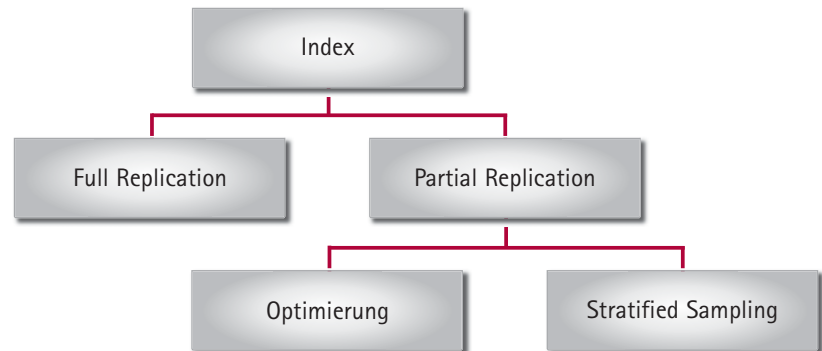 Index
Full Replication
Partial Replication
Optimierung
Stratified Sampling